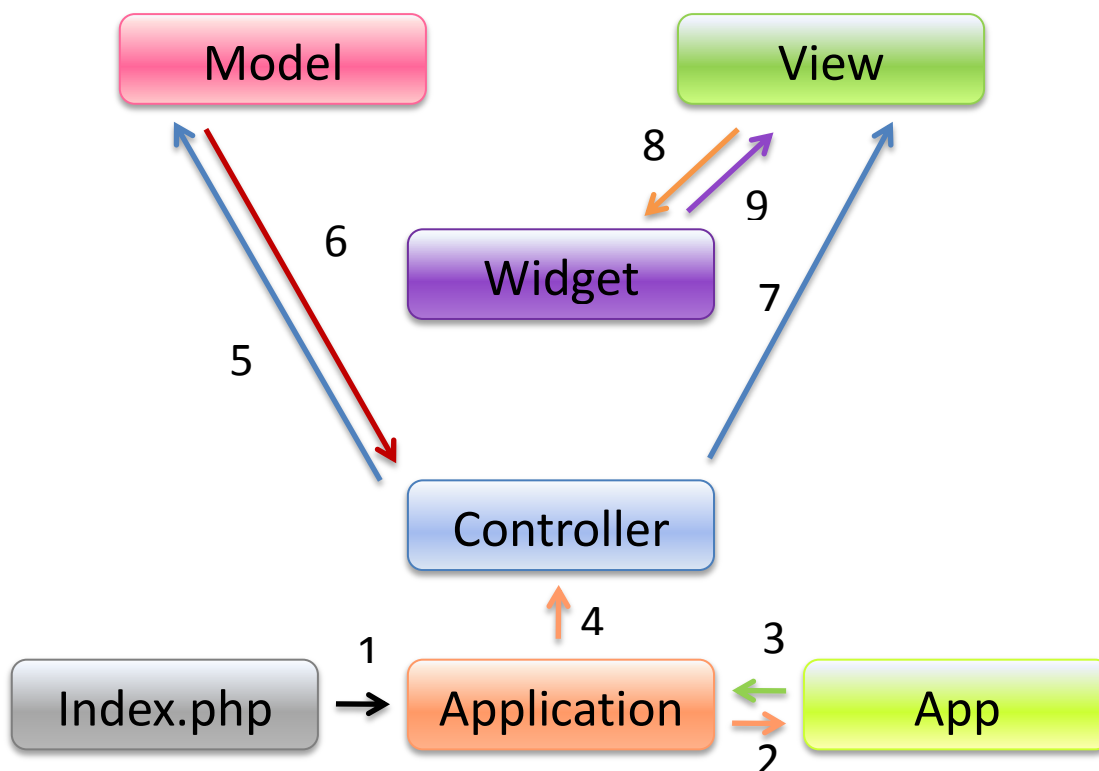 Model
View
8
9
6
Widget
7
5
Controller
4
3
1
Index.php
Application
App
2